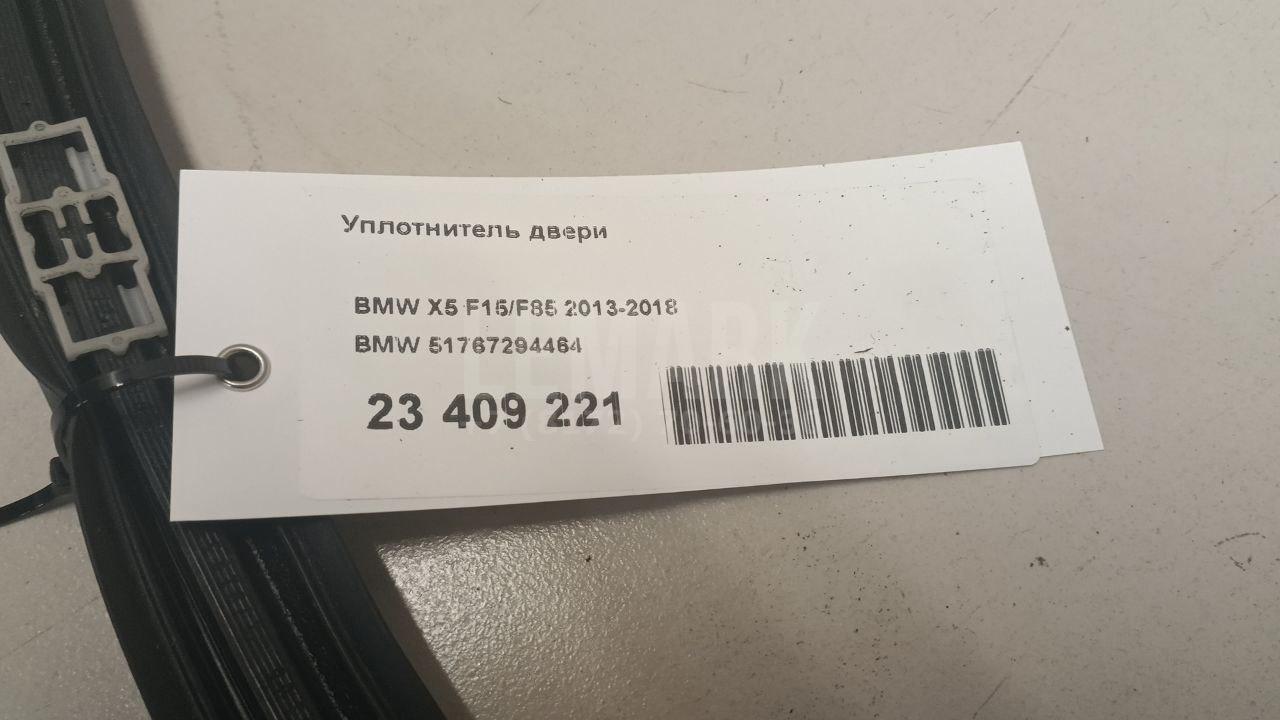 Уплотнитель двери
BMW X5 F15/F85 2013-2018
BMW 51767294464
23 409 221